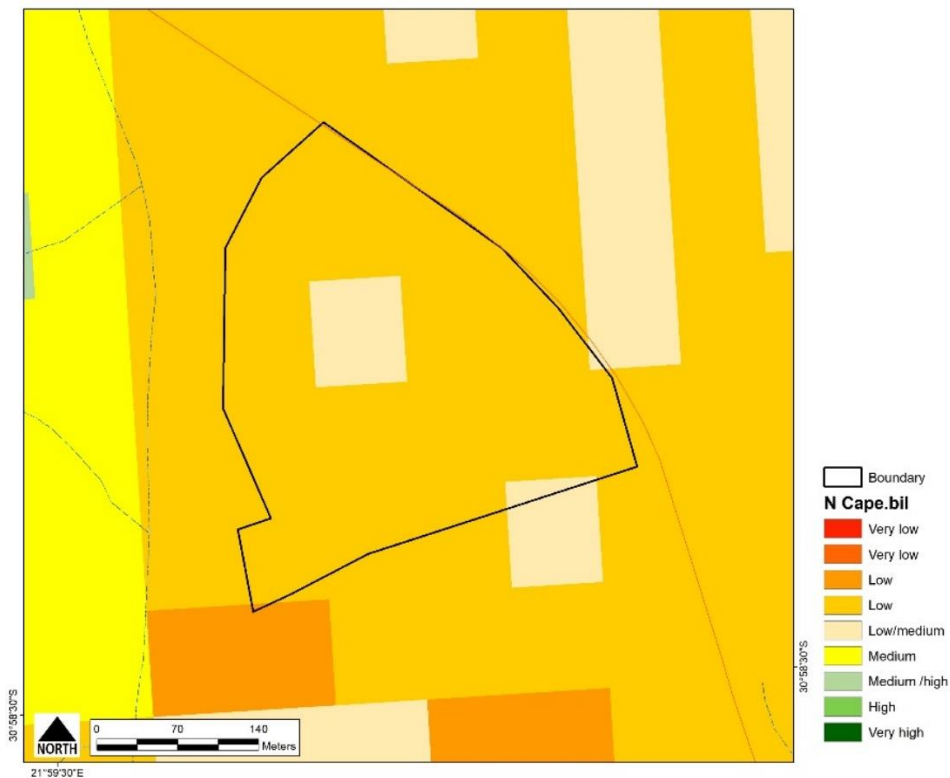 Boundary
N Cape.bil
Very low
Very low
Low
Low
Low/medium
Medium
Medium /high
High
Very high
30°58'30"S
30°58'30"S
NORTH
0 70 140
Meters
21°59'30"E